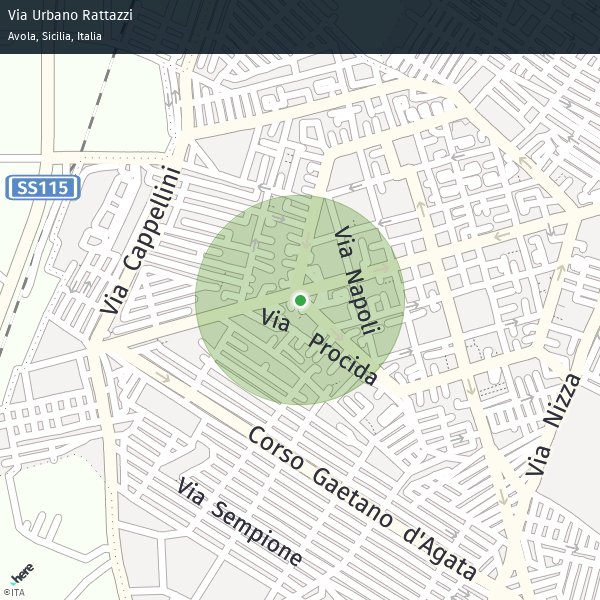 Via Urbano Rattazzi
Avola, Sicilia, Italia
SS115
Via Cappellini
Via Napoli
Via Procida
Via Nizza
Corso Gaetano d'Agata
Via Sempione
here
©ITA